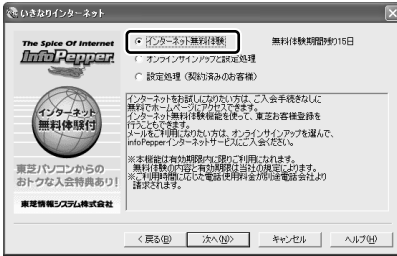 いきなりインターネット
The Spice Of Internet
InfoPepper
インターネット
無料体験付
東芝パソコンからの
おトクな入会特典あり!
東芝情報システム株式会社
インターネット無料体験
無料体験期間残り15日
オンラインサインアップと設定処理
設定処理（契約済みのお客様）
インターネットをお試しになりたい方は、ご入会手続きなしに
無料でホームページにアクセスできます。
インターネット無料体験機能を使って、東芝お客様登録を
行うこともできます。
メールをご利用になりたい方は、オンラインサインアップを選んで、
infoPepperインターネットサービスにご入会ください。
※本機能は有効期限内に限りご利用になれます。
無料体験の内容と有効期限は当社の規定によります。
※ご利用時間に応じた電話使用料金が別途電話会社より
請求されます。
< 戻る(B)
次へ(N) >
キャンセル
ヘルプ(H)